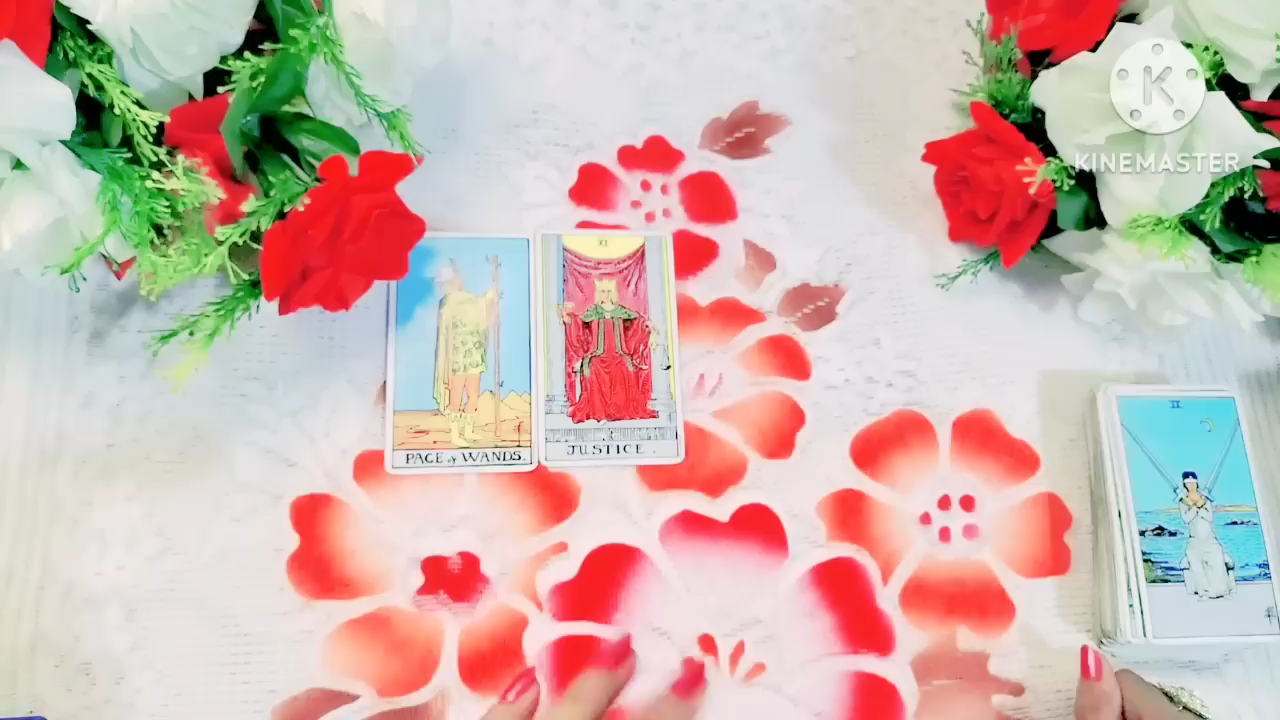 K
KINEMASTER
XI
PAGE of WANDS.
JUSTICE.
II